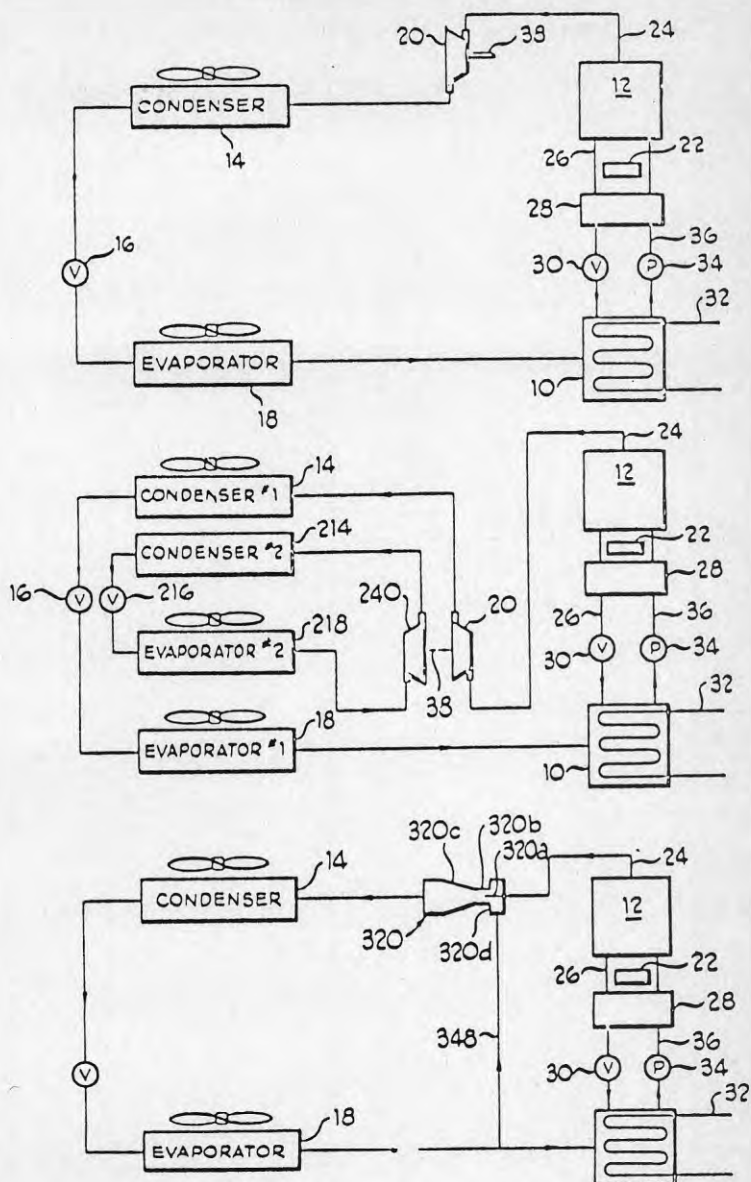 20
38
24
12
CONDENSER
14
26
22
28
16
V
30
V
P
36
34
32
EVAPORATOR
18
10
24
14
CONDENSER #1
12
214
CONDENSER #2
22
28
16
V
V
216
240
20
26
36
218
EVAPORATOR #2
30
V
P
34
38
32
18
EVAPORATOR #1
10
320c
320b
320a
24
14
CONDENSER
12
320
320d
26
22
28
348
36
V
30
V
P
34
32
18
EVAPORATOR